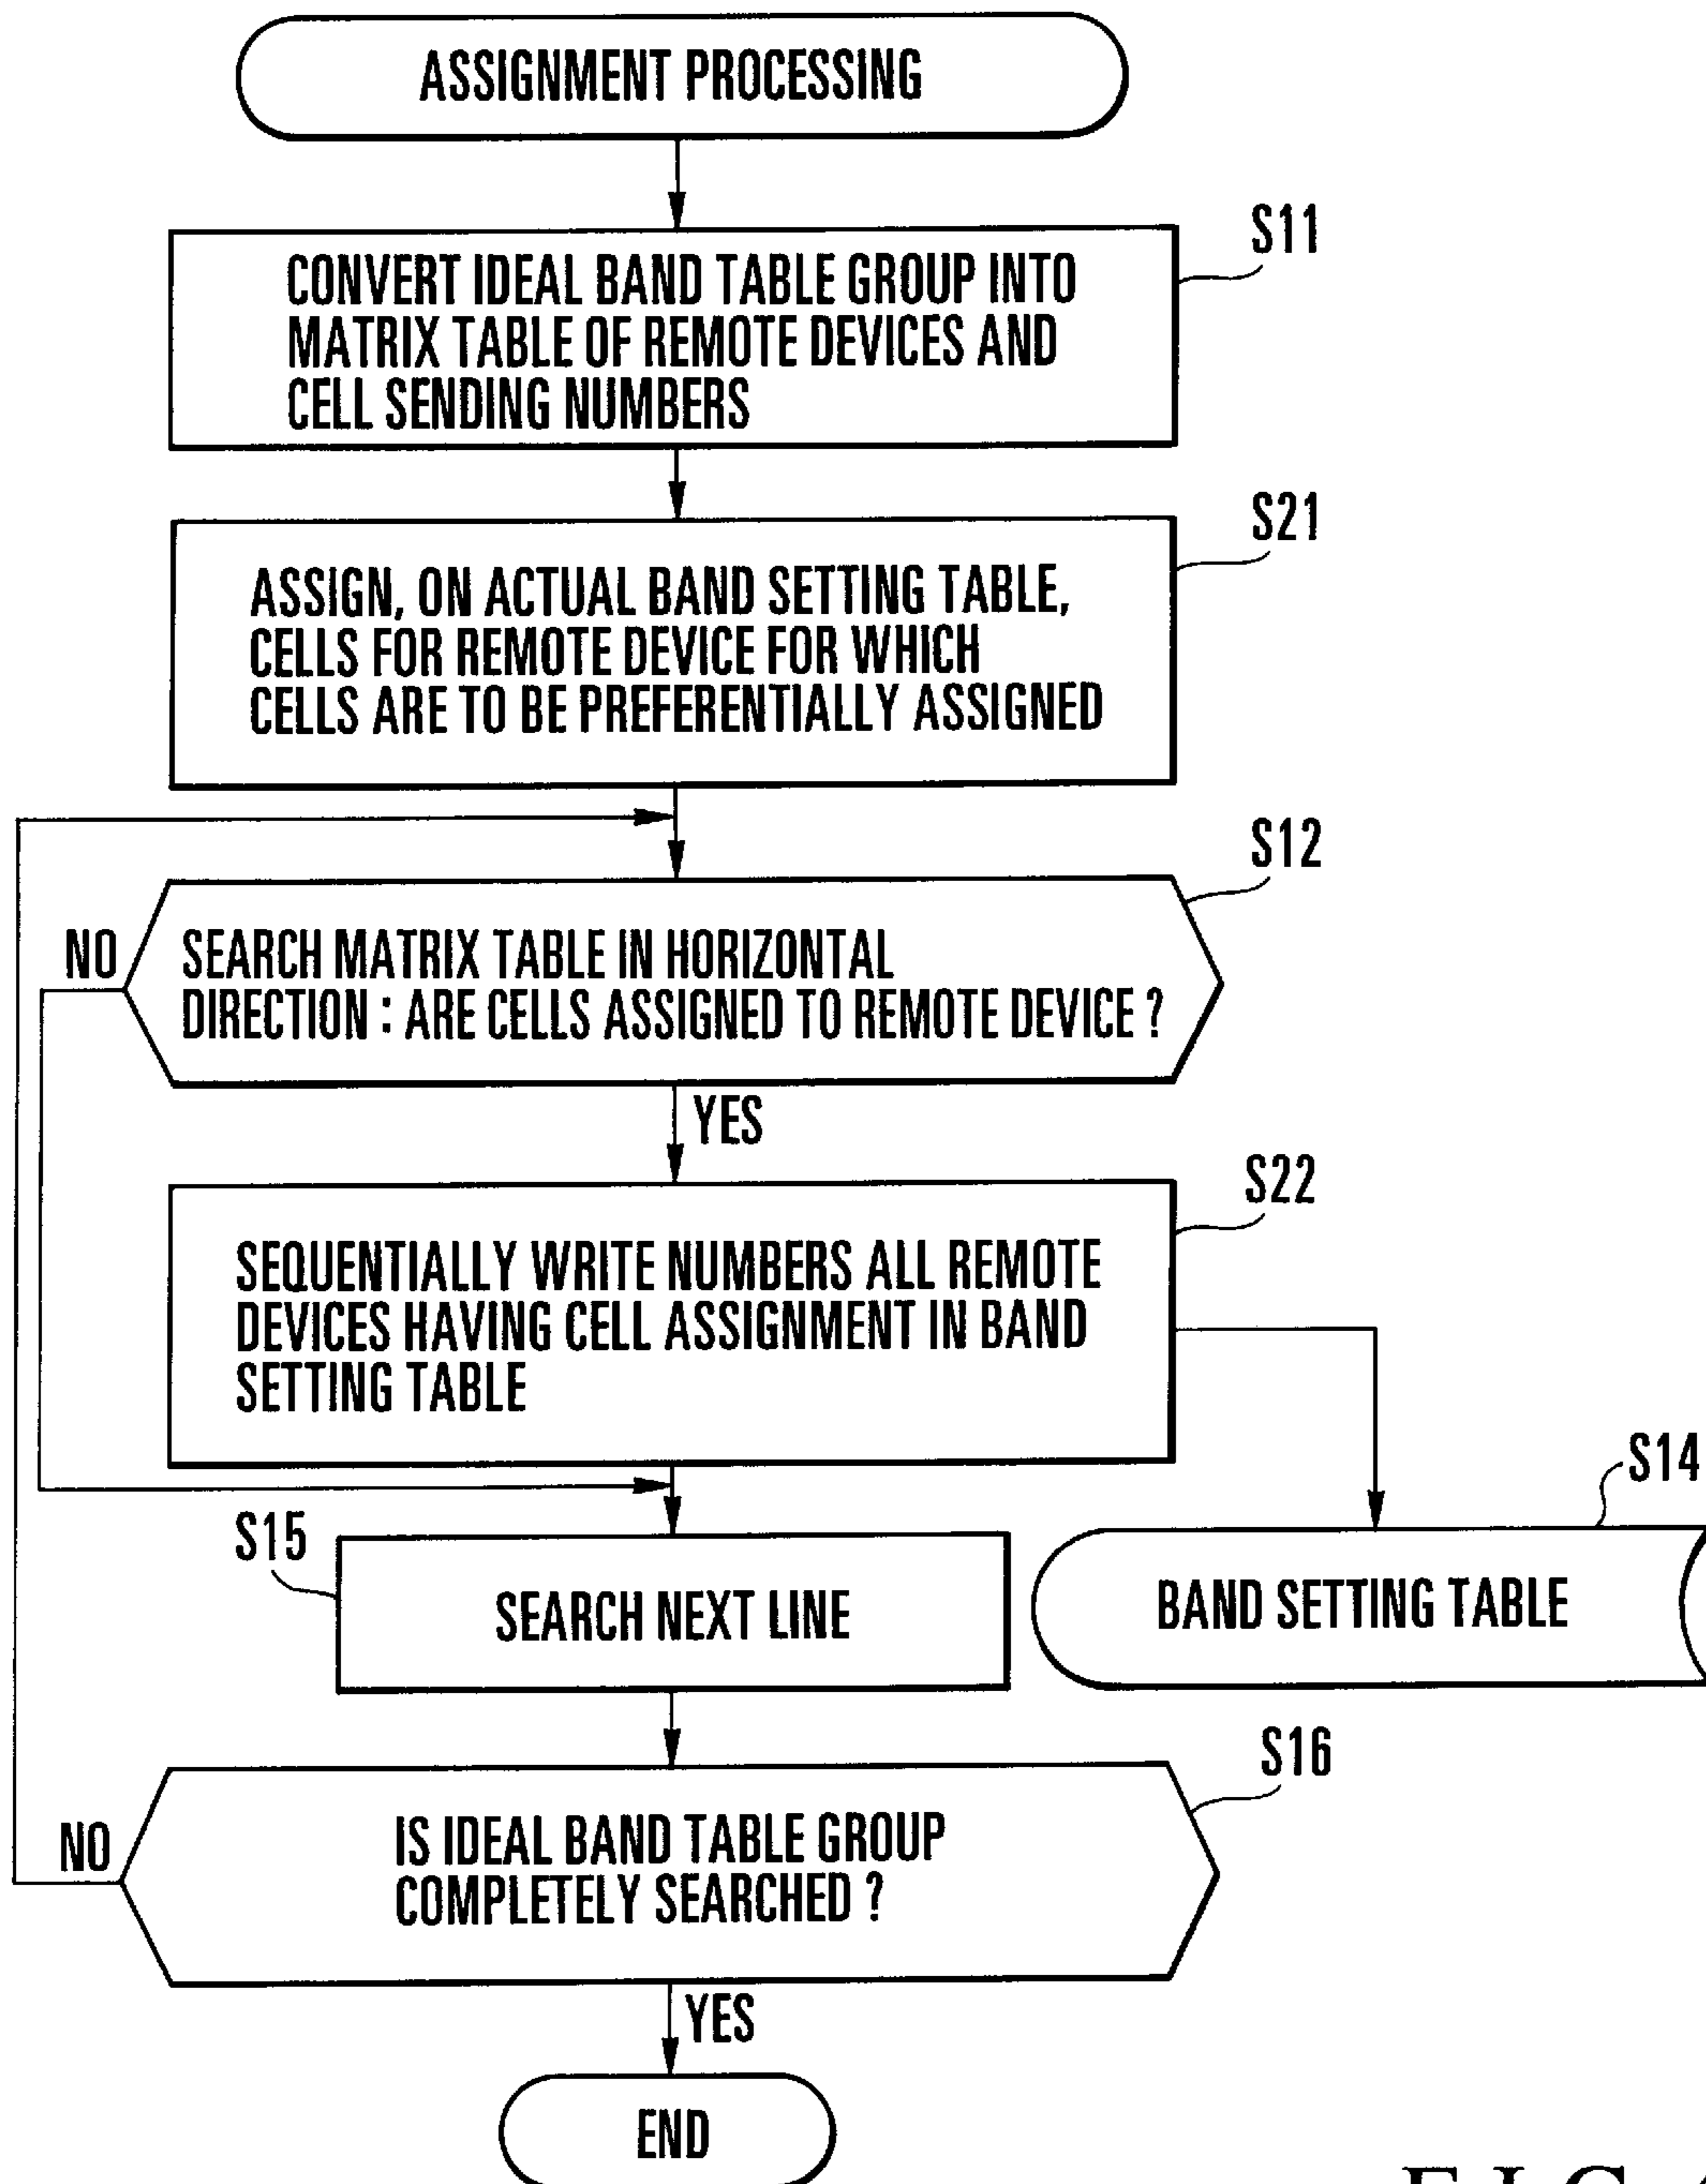 ASSIGNMENT PROCESSING
S11
CONVERT IDEAL BAND TABLE GROUP INTO
MATRIX TABLE OF REMOTE DEVICES AND
CELL SENDING NUMBERS
S21
ASSIGN, ON ACTUAL BAND SETTING TABLE,
CELLS FOR REMOTE DEVICE FOR WHICH
CELLS ARE TO BE PREFERENTIALLY ASSIGNED
S12
NO
SEARCH MATRIX TABLE IN HORIZONTAL
DIRECTION : ARE CELLS ASSIGNED TO REMOTE DEVICE ?
YES
S22
SEQUENTIALLY WRITE NUMBERS ALL REMOTE
DEVICES HAVING CELL ASSIGNMENT IN BAND
SETTING TABLE
S14
S15
SEARCH NEXT LINE
BAND SETTING TABLE
S16
NO
IS IDEAL BAND TABLE GROUP
COMPLETELY SEARCHED ?
YES
END